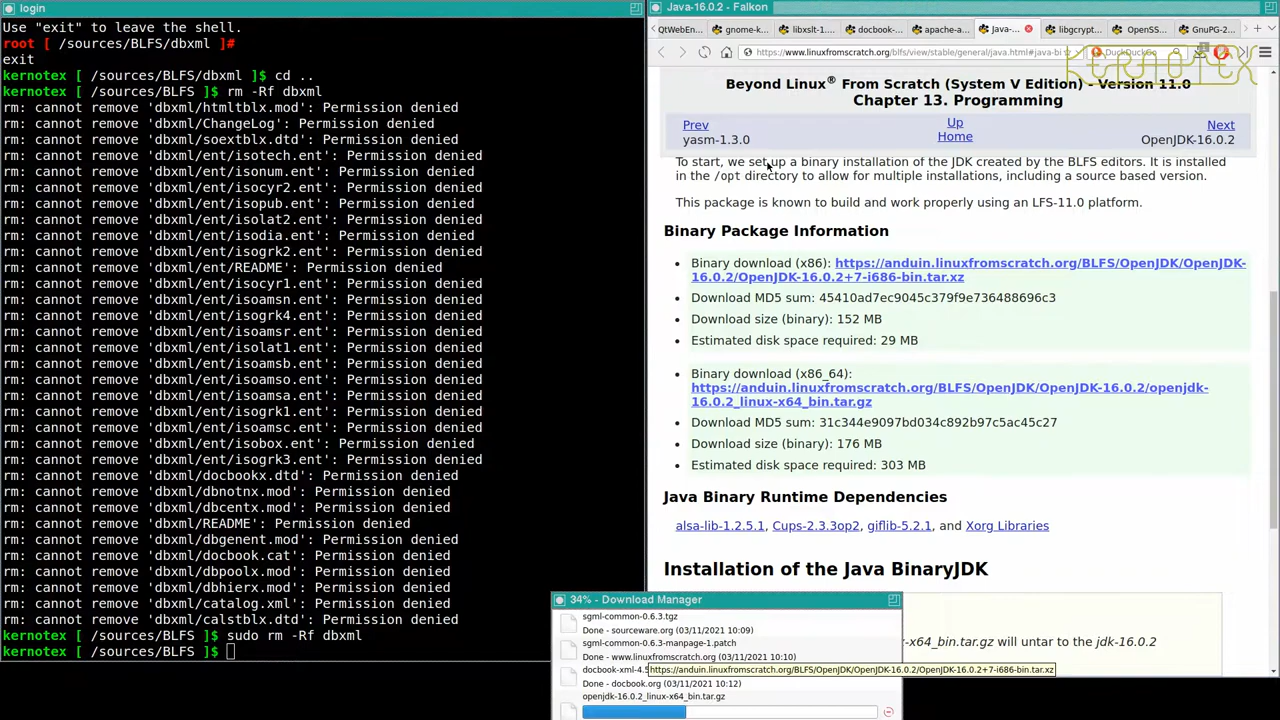 login
Use "exit" to leave the shell.
root [ /sources/BLFS/dbxml ]#
exit
kernotex [ /sources/BLFS/dbxml ]$ cd ..
kernotex [ /sources/BLFS ]$ rm -Rf dbxml
rm: cannot remove 'dbxml/htmltblx.mod': Permission denied
rm: cannot remove 'dbxml/ChangeLog': Permission denied
rm: cannot remove 'dbxml/soextblx.dtd': Permission denied
rm: cannot remove 'dbxml/ent/isotech.ent': Permission denied
rm: cannot remove 'dbxml/ent/isonum.ent': Permission denied
rm: cannot remove 'dbxml/ent/isocyr2.ent': Permission denied
rm: cannot remove 'dbxml/ent/isopub.ent': Permission denied
rm: cannot remove 'dbxml/ent/isolat2.ent': Permission denied
rm: cannot remove 'dbxml/ent/isodia.ent': Permission denied
rm: cannot remove 'dbxml/ent/isogrk2.ent': Permission denied
rm: cannot remove 'dbxml/ent/README': Permission denied
rm: cannot remove 'dbxml/ent/isocyr1.ent': Permission denied
rm: cannot remove 'dbxml/ent/isoamsn.ent': Permission denied
rm: cannot remove 'dbxml/ent/isogrk4.ent': Permission denied
rm: cannot remove 'dbxml/ent/isoamsr.ent': Permission denied
rm: cannot remove 'dbxml/ent/isolat1.ent': Permission denied
rm: cannot remove 'dbxml/ent/isoamsb.ent': Permission denied
rm: cannot remove 'dbxml/ent/isoamso.ent': Permission denied
rm: cannot remove 'dbxml/ent/isoamsa.ent': Permission denied
rm: cannot remove 'dbxml/ent/isogrk1.ent': Permission denied
rm: cannot remove 'dbxml/ent/isoamsc.ent': Permission denied
rm: cannot remove 'dbxml/ent/isobox.ent': Permission denied
rm: cannot remove 'dbxml/ent/isogrk3.ent': Permission denied
rm: cannot remove 'dbxml/docbookx.dtd': Permission denied
rm: cannot remove 'dbxml/dbnotnx.mod': Permission denied
rm: cannot remove 'dbxml/dbcentx.mod': Permission denied
rm: cannot remove 'dbxml/README': Permission denied
rm: cannot remove 'dbxml/dbgenent.mod': Permission denied
rm: cannot remove 'dbxml/docbook.cat': Permission denied
rm: cannot remove 'dbxml/dbpoolx.mod': Permission denied
rm: cannot remove 'dbxml/dbhierx.mod': Permission denied
rm: cannot remove 'dbxml/catalog.xml': Permission denied
rm: cannot remove 'dbxml/calstblx.dtd': Permission denied
kernotex [ /sources/BLFS ]$ sudo rm -Rf dbxml
kernotex [ /sources/BLFS ]$
Java-16.0.2 - Falkon
QtWebEn... gnome-k... libxslt-1.... docbook-... apache-a... Java-... libgcrypt... OpenSS... GnuPG-2...
https://www.linuxfromscratch.org/blfs/view/stable/general/java.html#java-bi DuckDuckGo
KERNOTEX
Beyond Linux® From Scratch (System V Edition) - Version 11.0
Chapter 13. Programming
Prev Up Next
yasm-1.3.0 Home OpenJDK-16.0.2
To start, we set up a binary installation of the JDK created by the BLFS editors. It is installed
in the /opt directory to allow for multiple installations, including a source based version.
This package is known to build and work properly using an LFS-11.0 platform.
Binary Package Information
• Binary download (x86): https://anduin.linuxfromscratch.org/BLFS/OpenJDK/OpenJDK-
16.0.2/OpenJDK-16.0.2+7-i686-bin.tar.xz
• Download MD5 sum: 45410ad7ec9045c379f9e736488696c3
• Download size (binary): 152 MB
• Estimated disk space required: 29 MB
• Binary download (x86_64):
https://anduin.linuxfromscratch.org/BLFS/OpenJDK/OpenJDK-16.0.2/openjdk-
16.0.2_linux-x64_bin.tar.gz
• Download MD5 sum: 31c344e9097bd034c892b97c5ac45c27
• Download size (binary): 176 MB
• Estimated disk space required: 303 MB
Java Binary Runtime Dependencies
alsa-lib-1.2.5.1, Cups-2.3.3op2, giflib-5.2.1, and Xorg Libraries
Installation of the Java BinaryJDK
-x64_bin.tar.gz will untar to the jdk-16.0.2
34% - Download Manager
sgml-common-0.6.3.tgz
Done - sourceware.org (03/11/2021 10:09)
sgml-common-0.6.3-manpage-1.patch
Done - www.linuxfromscratch.org (03/11/2021 10:10)
docbook-xml-4.5
https://anduin.linuxfromscratch.org/BLFS/OpenJDK/OpenJDK-16.0.2/OpenJDK-16.0.2+7-i686-bin.tar.xz
Done - docbook.org (03/11/2021 10:12)
openjdk-16.0.2_linux-x64_bin.tar.gz